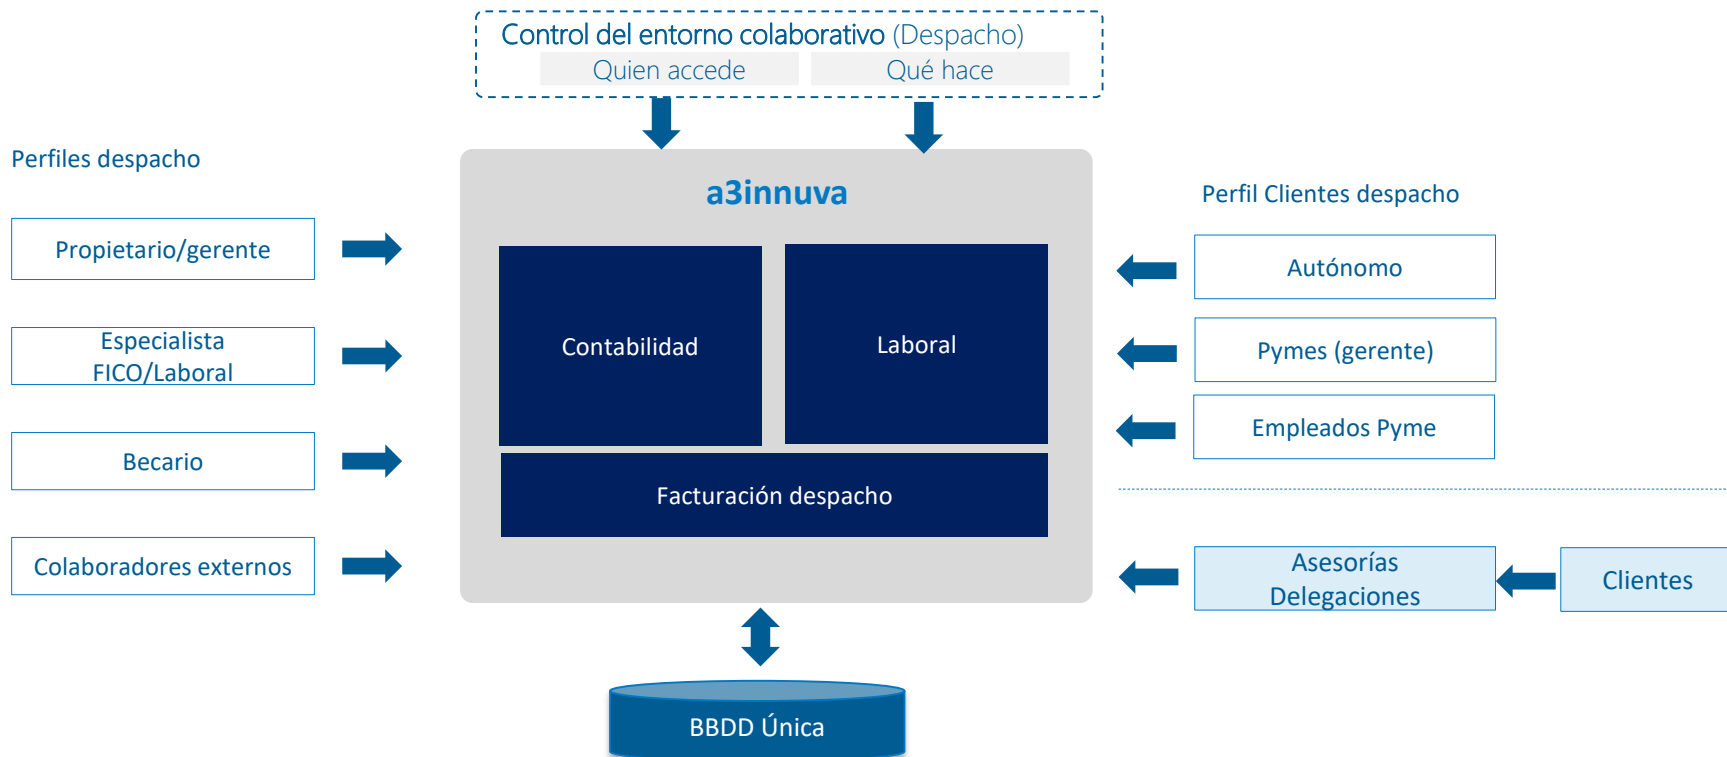 Control del entorno colaborativo (Despacho)
Quien accede
Qué hace
Perfiles despacho
Propietario/gerente
Especialista
FICO/Laboral
Becario
Colaboradores externos
a3innuva
Contabilidad
Laboral
Facturación despacho
BBDD Única
Perfil Clientes despacho
Autónomo
Pymes (gerente)
Empleados Pyme
Asesorías
Delegaciones
Clientes